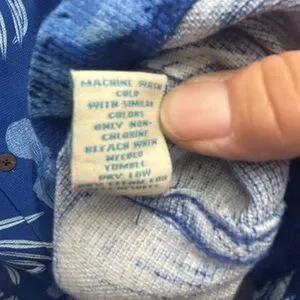 MACHINE WASH
COLD
WITH SIMILAR
COLORS
ONLY NON-
CHLORINE
BLEACH WHEN
NEEDED
TUMBLE
DRY LOW